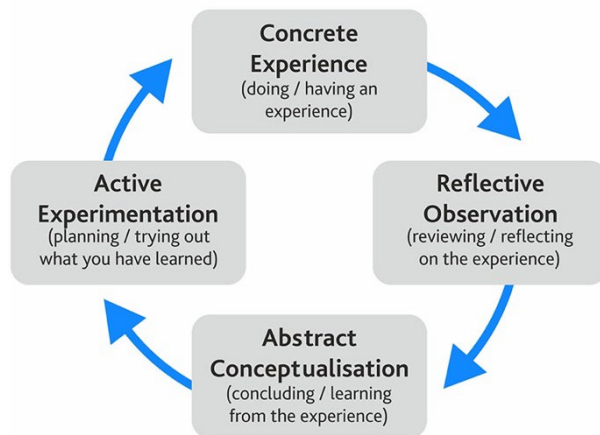 Concrete
Experience
(doing / having an
experience)
Reflective
Observation
(reviewing / reflecting
on the experience)
Abstract
Conceptualisation
(concluding / learning
from the experience)
Active
Experimentation
(planning / trying out
what you have learned)